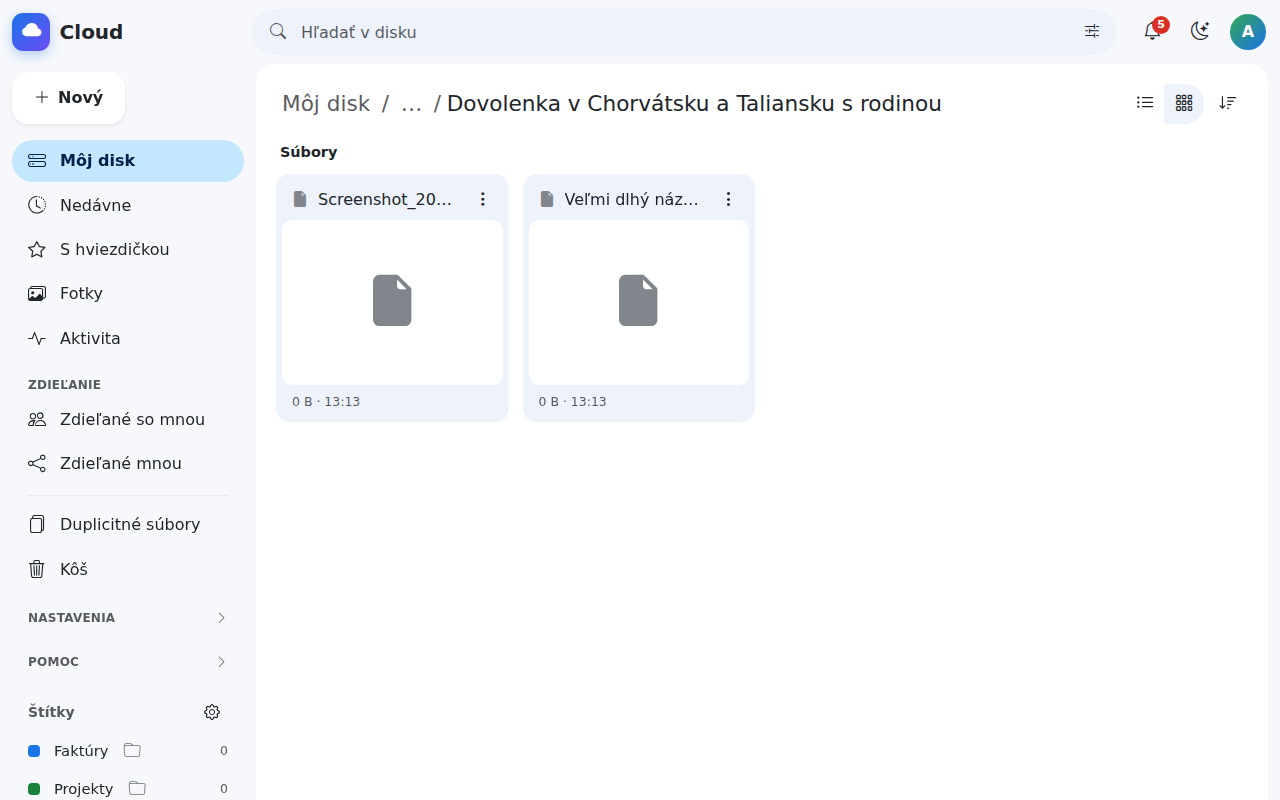 Cloud
Hľadať v disku
5
A
Nový
Môj disk / … / Dovolenka v Chorvátsku a Taliansku s rodinou
Môj disk
Nedávne
S hviezdičkou
Fotky
Aktivita
ZDIEĽANIE
Zdieľané so mnou
Zdieľané mnou
Duplicitné súbory
Kôš
NASTAVENIA
POMOC
Štítky
Faktúry 0
Projekty 0
Súbory
Screenshot_20…
0 B · 13:13
Veľmi dlhý náz…
0 B · 13:13